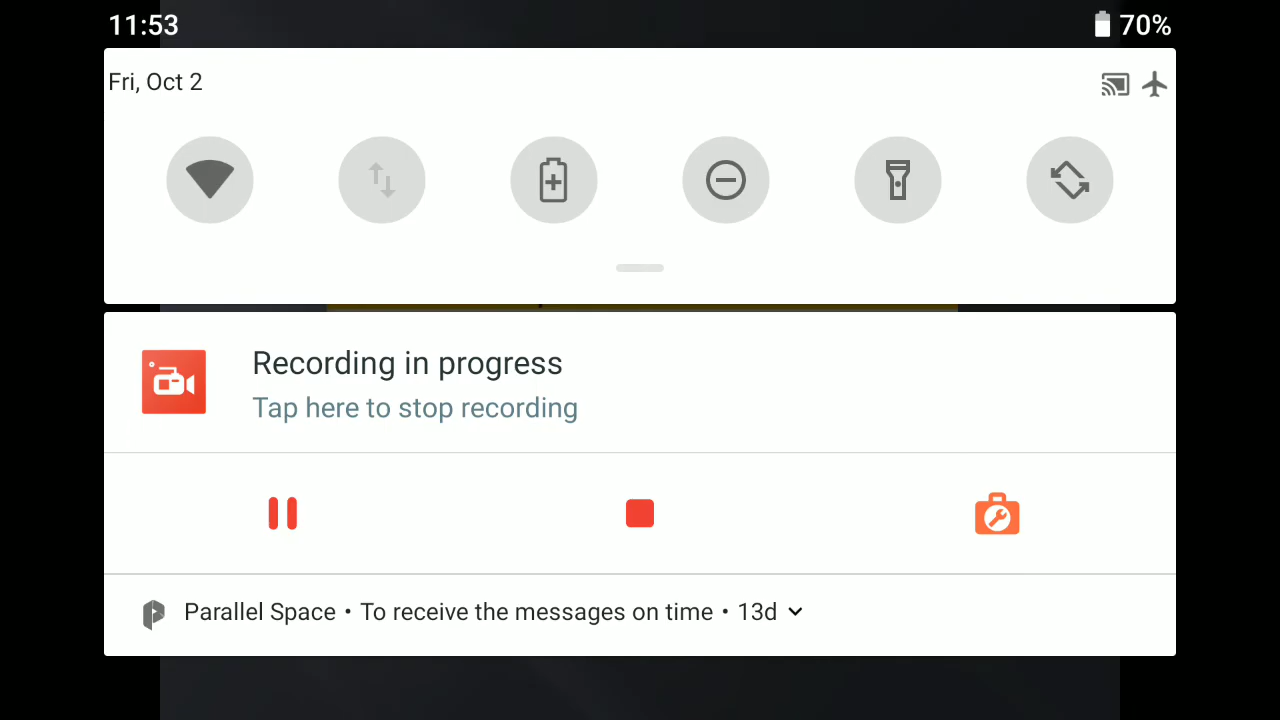 11:53 70%
Fri, Oct 2
Recording in progress
Tap here to stop recording
Parallel Space • To receive the messages on time • 13d